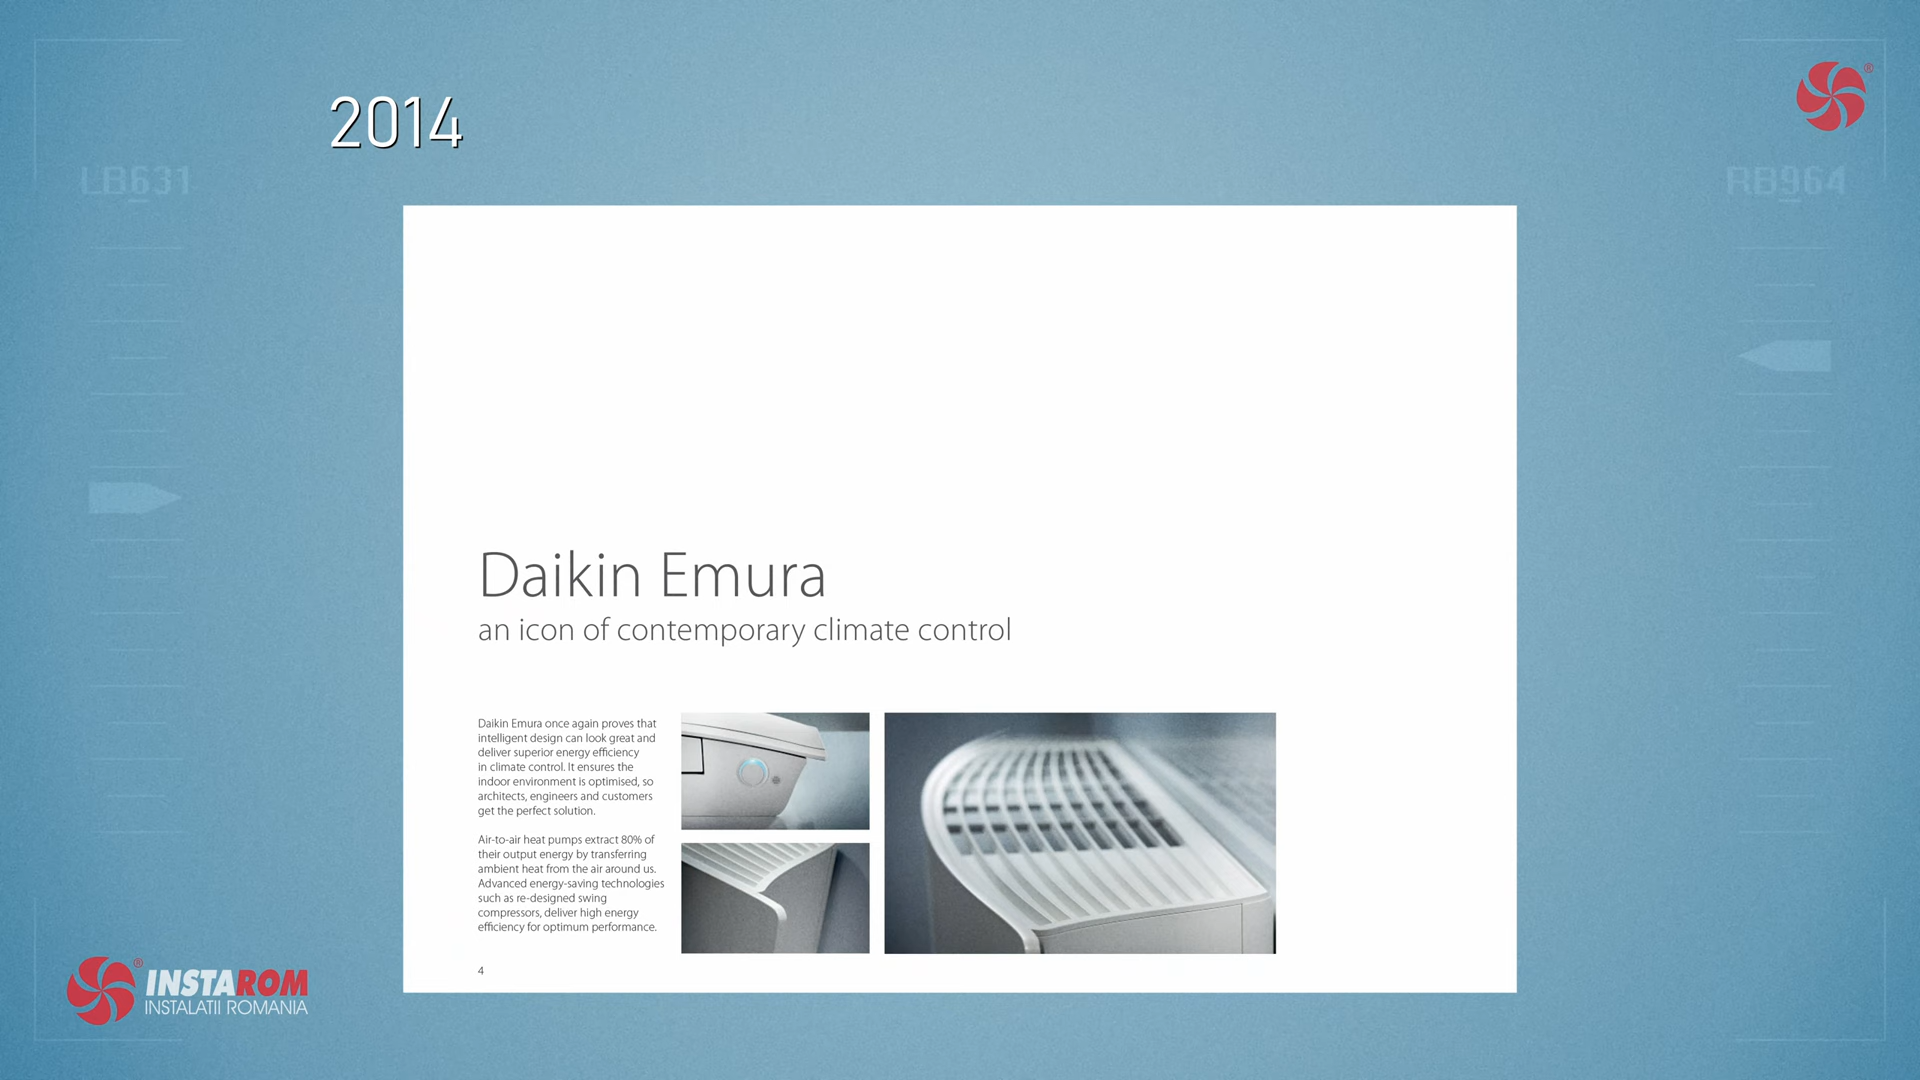 2014
®
LB631
RB964
Daikin Emura
an icon of contemporary climate control
Daikin Emura once again proves that
intelligent design can look great and
deliver superior energy efficiency
in climate control. It ensures the
indoor environment is optimised, so
architects, engineers and customers
get the perfect solution.
Air-to-air heat pumps extract 80% of
their output energy by transferring
ambient heat from the air around us.
Advanced energy-saving technologies
such as re-designed swing
compressors, deliver high energy
efficiency for optimum performance.
4
® INSTAROM
INSTALATII ROMANIA